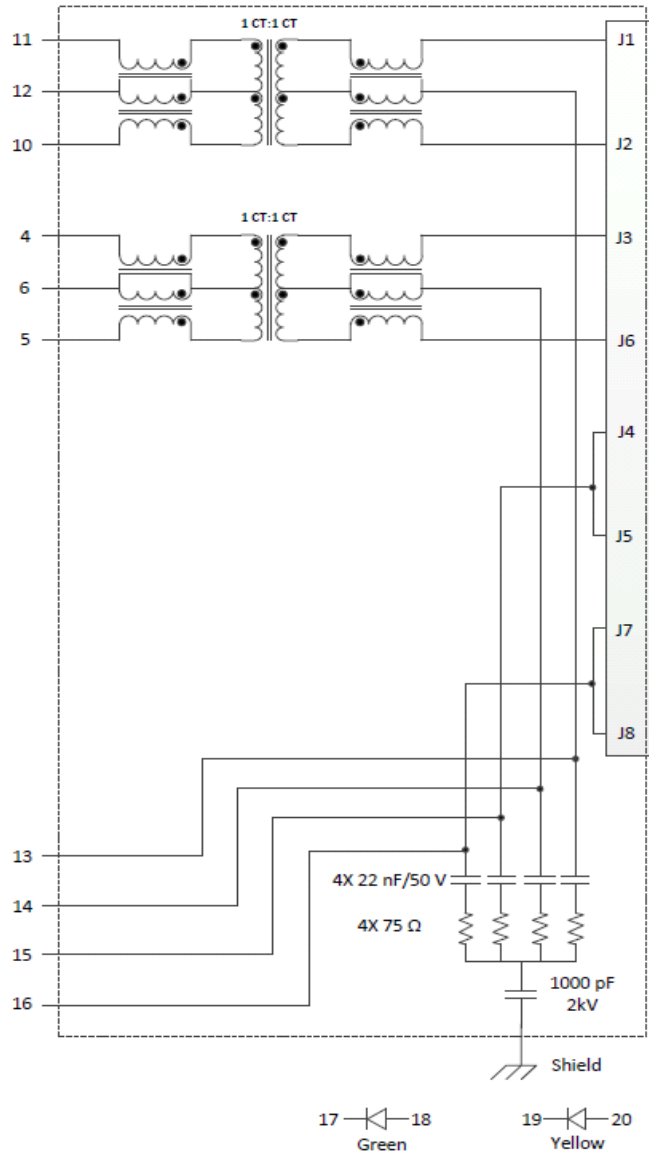 1 CT:1 CT
11 J1
12
10 J2
1 CT:1 CT
4 J3
6
5 J6
J4
J5
J7
J8
13
4X 22 nF/50 V
14
4X 75 Ω
15
1000 pF
2kV
16
Shield
17 18 19 20
Green Yellow